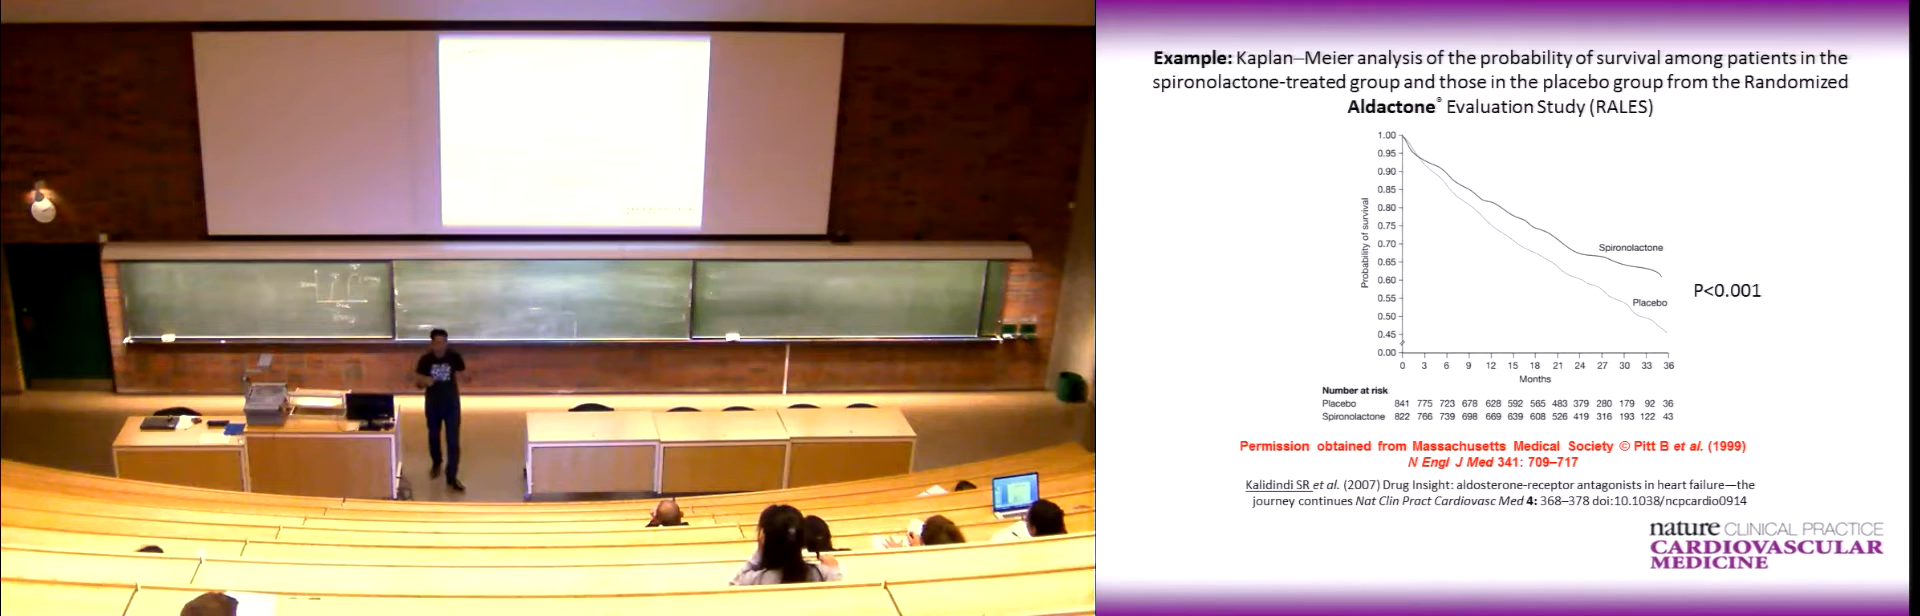 Example: Kaplan–Meier analysis of the probability of survival among patients in the
spironolactone-treated group and those in the placebo group from the Randomized
Aldactone® Evaluation Study (RALES)
1.00
0.95
0.90
0.85
0.80
0.75
0.70
0.65
0.60
0.55
0.50
0.45
0.00
Probability of survival
Spironolactone
Placebo
P<0.001
0 3 6 9 12 15 18 21 24 27 30 33 36
Months
Number at risk
Placebo 841 775 723 678 628 592 565 483 379 280 179 92 36
Spironolactone 822 766 739 698 669 639 608 526 419 316 193 122 43
Permission obtained from Massachusetts Medical Society © Pitt B et al. (1999)
N Engl J Med 341: 709–717
Kalidindi SR et al. (2007) Drug Insight: aldosterone-receptor antagonists in heart failure—the
journey continues Nat Clin Pract Cardiovasc Med 4: 368–378 doi:10.1038/ncpcardio0914
nature CLINICAL PRACTICE
CARDIOVASCULAR
MEDICINE